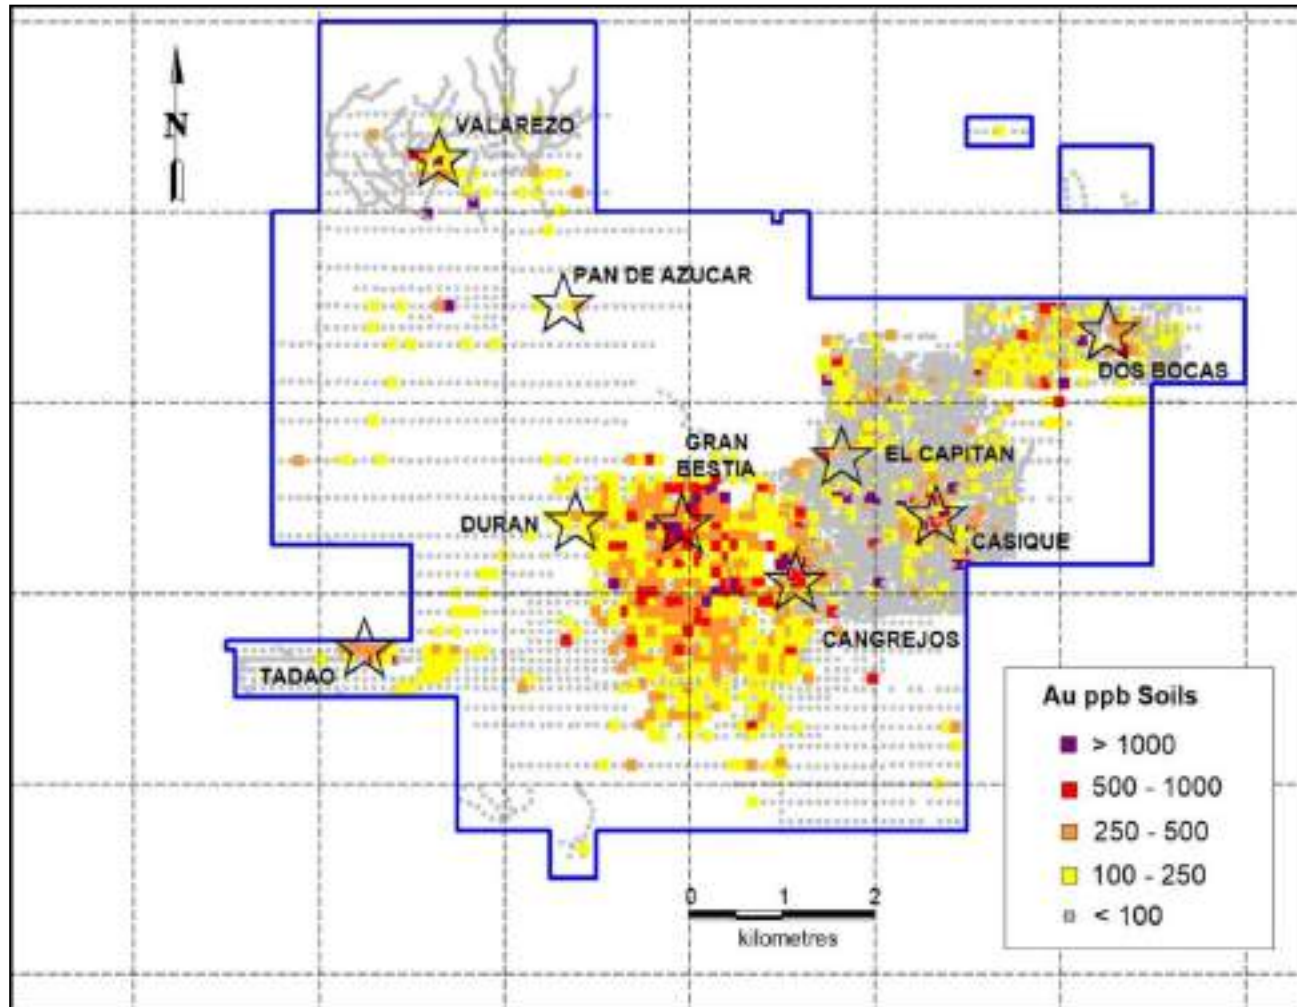 N
VALAREZO
PAN DE AZUCAR
DOS BOCAS
GRAN
BESTIA
EL CAPITAN
DURAN
CASIQUE
CANGREJOS
TADAO
Au ppb Soils
> 1000
500 - 1000
250 - 500
100 - 250
< 100
0 1 2
kilometres